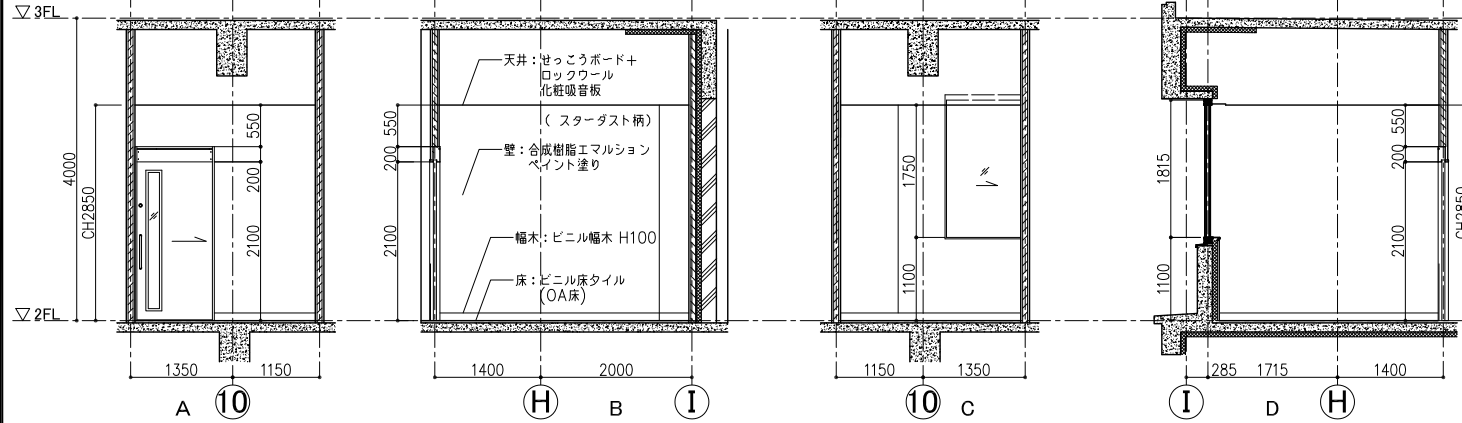 ▽ 3FL
4000
CH2850
550
200
2100
▽ 2FL
1350
1150
A
10
550
200
2100
天井：せっこうボード＋
ロックウール
化粧吸音板
( スターダスト柄)
壁：合成樹脂エマルション
ペイント塗り
幅木：ビニル幅木 H100
床：ビニル床タイル
(OA床)
1400
2000
H
B
I
1750
1100
1150
1350
10
C
1815
1100
550
200
2100
CH2850
285
1715
1400
I
D
H